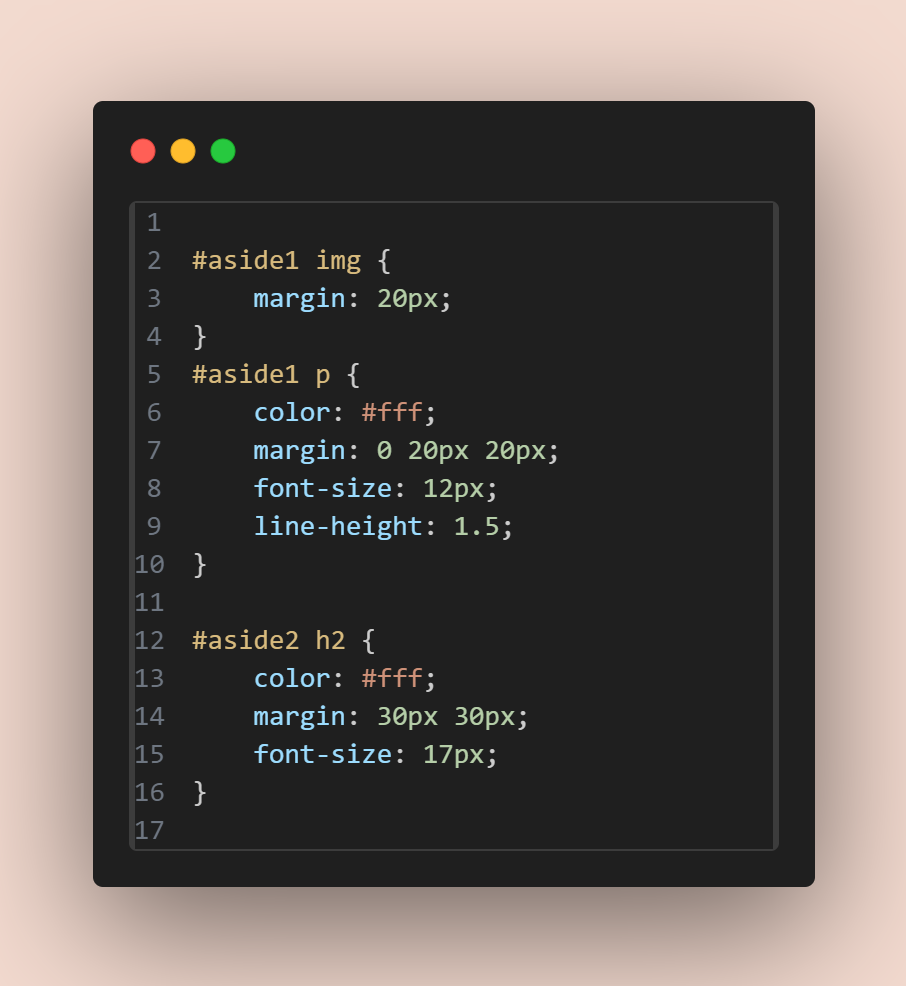 1
2 #aside1 img {
3     margin: 20px;
4 }
5 #aside1 p {
6     color: #fff;
7     margin: 0 20px 20px;
8     font-size: 12px;
9     line-height: 1.5;
10 }
11
12 #aside2 h2 {
13     color: #fff;
14     margin: 30px 30px;
15     font-size: 17px;
16 }
17